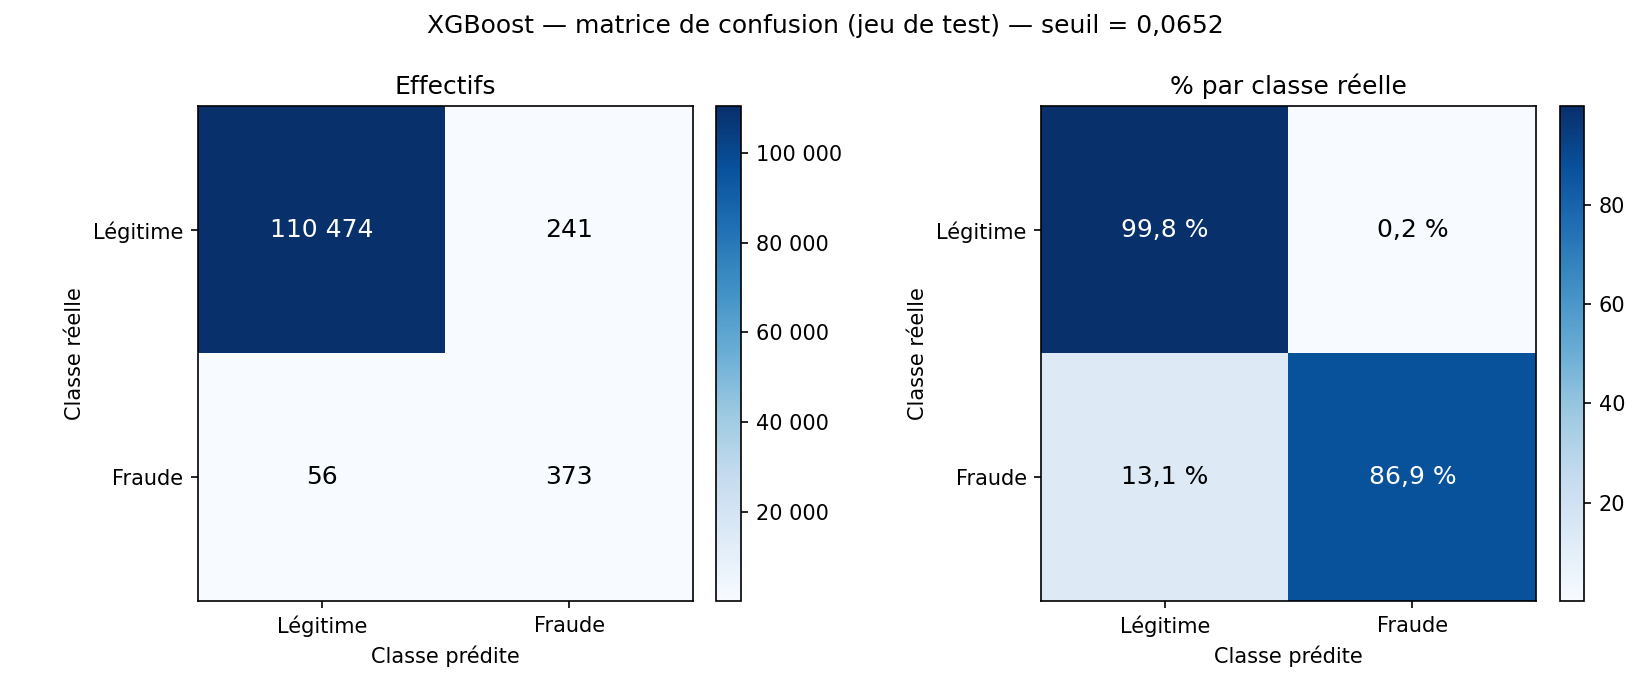 XGBoost — matrice de confusion (jeu de test) — seuil = 0,0652
Effectifs
Classe réelle
Légitime
Fraude
110 474
241
56
373
Légitime
Fraude
Classe prédite
100 000
80 000
60 000
40 000
20 000
% par classe réelle
Classe réelle
Légitime
Fraude
99,8 %
0,2 %
13,1 %
86,9 %
Légitime
Fraude
Classe prédite
80
60
40
20